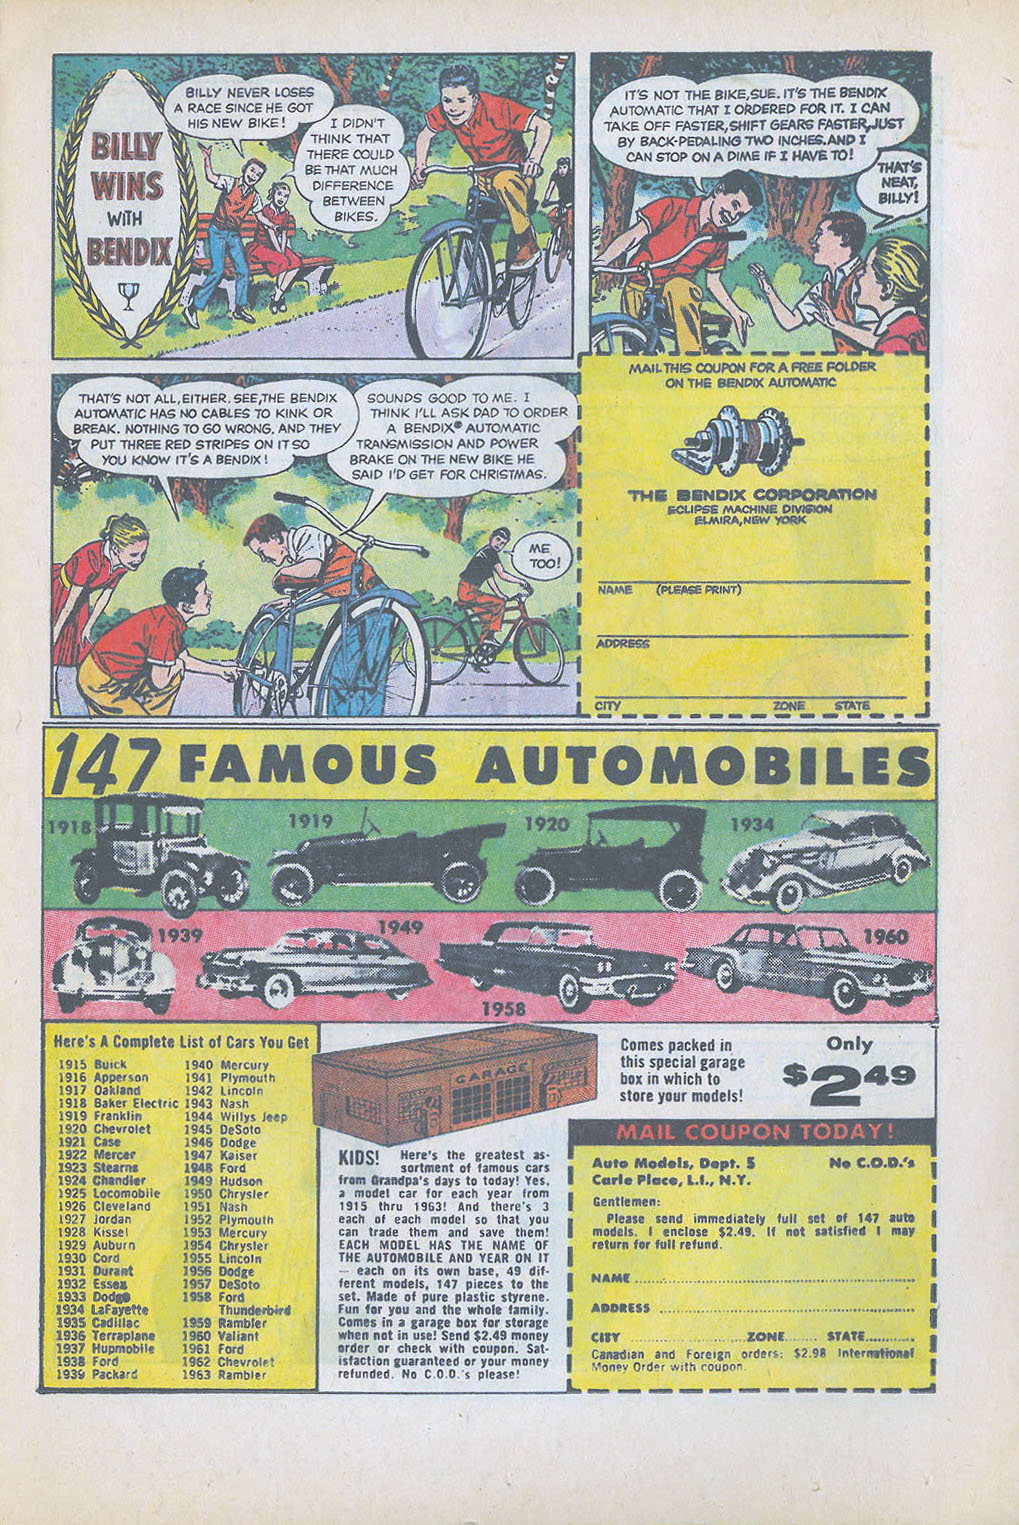 BILLY
WINS
WITH
BENDIX
BILLY NEVER LOSES
A RACE SINCE HE GOT
HIS NEW BIKE!
I DIDN'T
THINK THAT
THERE COULD
BE THAT MUCH
DIFFERENCE
BETWEEN
BIKES.
IT'S NOT THE BIKE, SUE. IT'S THE BENDIX
AUTOMATIC THAT I ORDERED FOR IT. I CAN
TAKE OFF FASTER, SHIFT GEARS FASTER, JUST
BY BACK-PEDALING TWO INCHES. AND I
CAN STOP ON A DIME IF I HAVE TO!
THAT'S
NEAT,
BILLY!
THAT'S NOT ALL, EITHER. SEE, THE BENDIX
AUTOMATIC HAS NO CABLES TO KINK OR
BREAK. NOTHING TO GO WRONG. AND THEY
PUT THREE RED STRIPES ON IT SO
YOU KNOW IT'S A BENDIX!
SOUNDS GOOD TO ME. I
THINK I'LL ASK DAD TO ORDER
A BENDIX® AUTOMATIC
TRANSMISSION AND POWER
BRAKE ON THE NEW BIKE HE
SAID I'D GET FOR CHRISTMAS.
ME
TOO!
MAIL THIS COUPON FOR A FREE FOLDER
ON THE BENDIX AUTOMATIC
THE BENDIX CORPORATION
ECLIPSE MACHINE DIVISION
ELMIRA, NEW YORK
NAME (PLEASE PRINT)
ADDRESS
CITY ZONE STATE
147 FAMOUS AUTOMOBILES
1918 1919 1920 1934
1939 1949 1958 1960
Here's A Complete List of Cars You Get
1915 Buick
1916 Apperson
1917 Oakland
1918 Baker Electric
1919 Franklin
1920 Chevrolet
1921 Case
1922 Mercer
1923 Stearns
1924 Chandler
1925 Locomobile
1926 Cleveland
1927 Jordan
1928 Kissel
1929 Auburn
1930 Cord
1931 Durant
1932 Essex
1933 Dodge
1934 LaFayette
1935 Cadillac
1936 Terraplane
1937 Hupmobile
1938 Ford
1939 Packard
1940 Mercury
1941 Plymouth
1942 Lincoln
1943 Nash
1944 Willys Jeep
1945 DeSoto
1946 Dodge
1947 Kaiser
1948 Ford
1949 Hudson
1950 Chrysler
1951 Nash
1952 Plymouth
1953 Mercury
1954 Chrysler
1955 Lincoln
1956 Dodge
1957 DeSoto
1958 Ford
Thunderbird
1959 Rambler
1960 Valiant
1961 Ford
1962 Chevrolet
1963 Rambler
GARAGE
Comes packed in
this special garage
box in which to
store your models!
Only
$2.49
KIDS! Here's the greatest as-
sortment of famous cars
from Grandpa's days to today! Yes,
a model car for each year from
1915 thru 1963! And there's 3
each of each model so that you
can trade them and save them!
EACH MODEL HAS THE NAME OF
THE AUTOMOBILE AND YEAR ON IT
— each on its own base, 49 dif-
ferent models, 147 pieces to the
set. Made of pure plastic styrene.
Fun for you and the whole family.
Comes in a garage box for storage
when not in use! Send $2.49 money
order or check with coupon. Sat-
isfaction guaranteed or your money
refunded. No C.O.D.'s please!
MAIL COUPON TODAY!
Auto Models, Dept. 5 No C.O.D.'s
Carle Place, L.I., N.Y.
Gentlemen:
Please send immediately full set of 147 auto
models. I enclose $2.49. If not satisfied I may
return for full refund.
NAME
ADDRESS
CITY ZONE STATE
Canadian and Foreign orders: $2.98 International
Money Order with coupon.